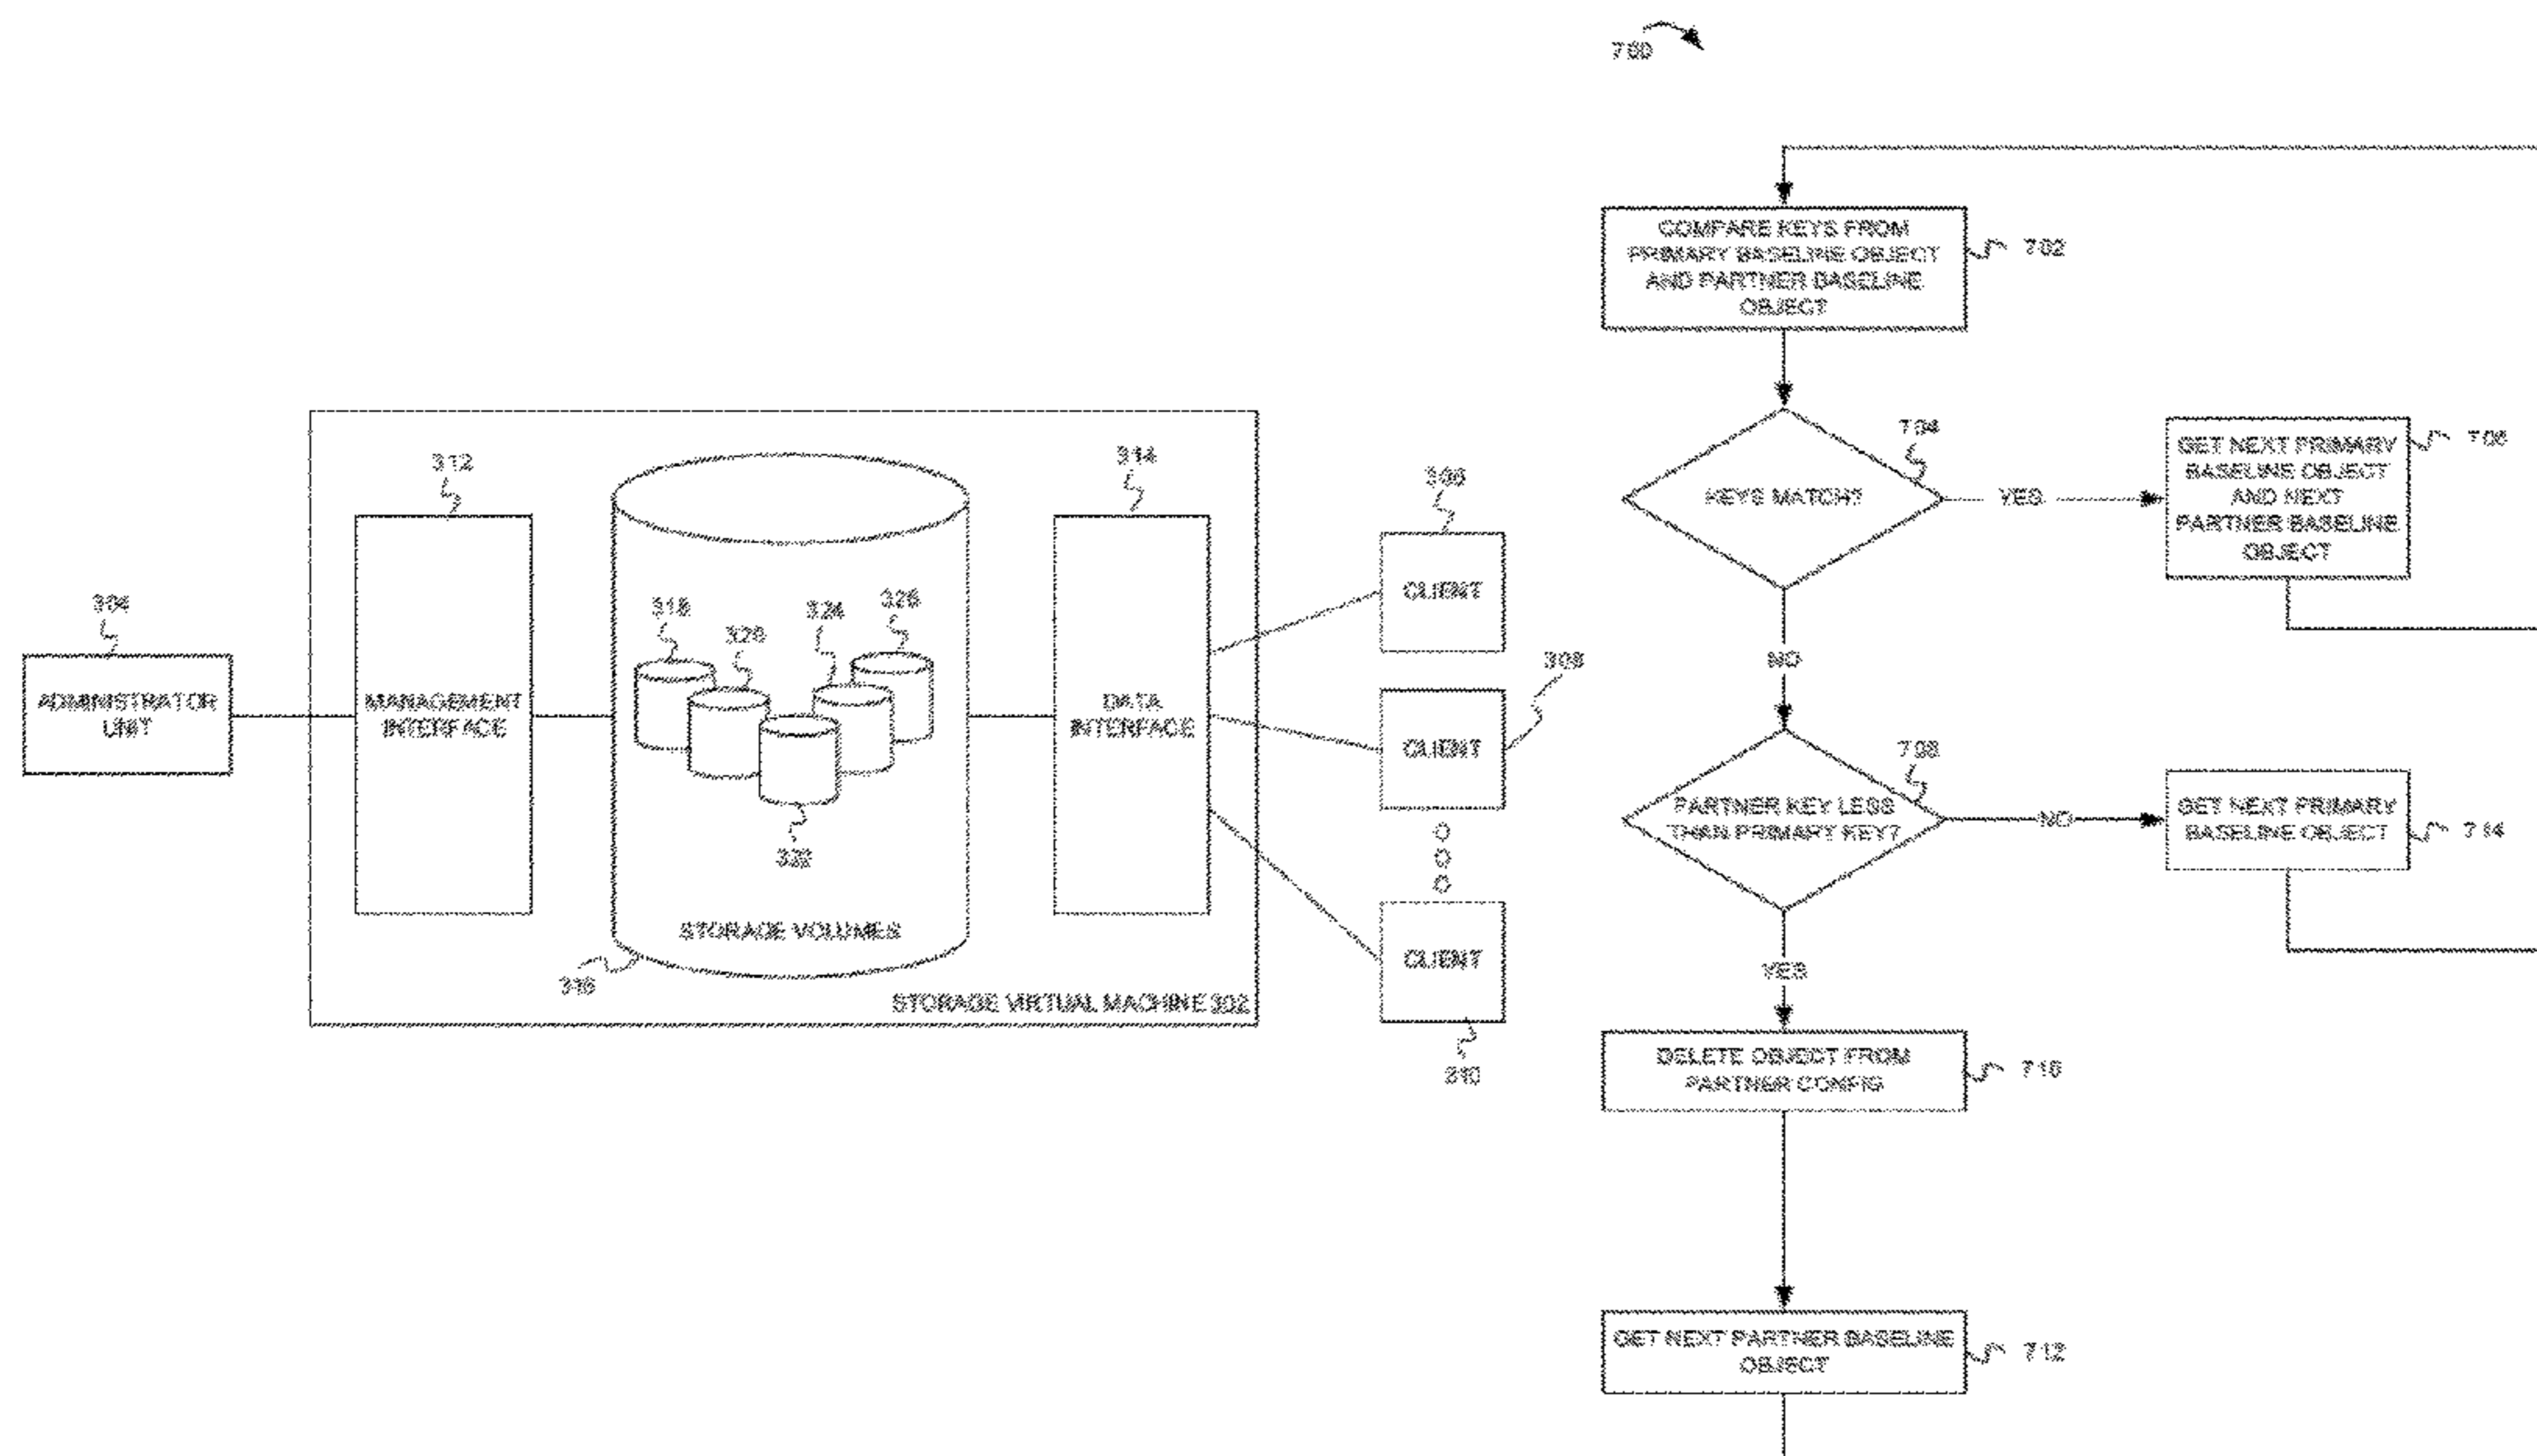 304
ADMINISTRATOR
UNIT
312
MANAGEMENT
INTERFACE
318
320
324
326
322
STORAGE VOLUMES
316
314
DATA
INTERFACE
STORAGE VIRTUAL MACHINE 302
306
CLIENT
308
CLIENT
CLIENT
310
700
COMPARE KEYS FROM
PRIMARY BASELINE OBJECT
AND PARTNER BASELINE
OBJECT
702
704
KEYS MATCH?
YES
GET NEXT PRIMARY
BASELINE OBJECT
AND NEXT
PARTNER BASELINE
OBJECT
706
NO
708
PARTNER KEY LESS
THAN PRIMARY KEY?
NO
GET NEXT PRIMARY
BASELINE OBJECT
714
YES
DELETE OBJECT FROM
PARTNER CONFIG
710
GET NEXT PARTNER BASELINE
OBJECT
712